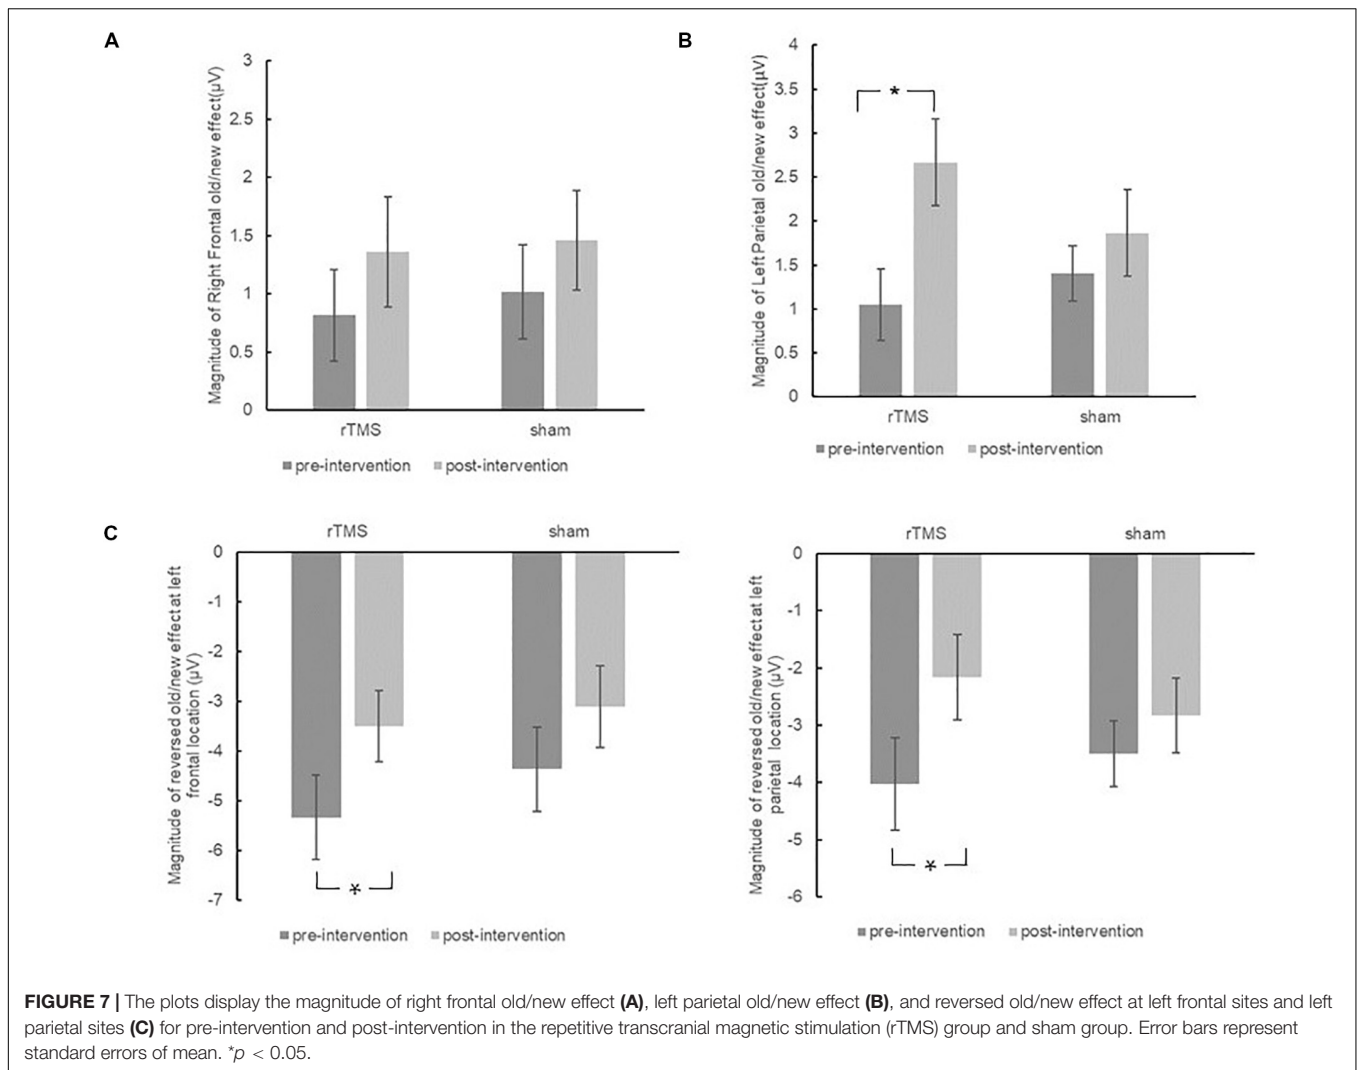 A
Magnitude of Right Frontal old/new effect(µV)
3
2.5
2
1.5
1
0.5
0
rTMS
sham
pre-intervention
post-intervention
B
Magnitude of Left Parietal old/new effect(µV)
4
3.5
3
2.5
2
1.5
1
0.5
0
*
rTMS
sham
pre-intervention
post-intervention
C
rTMS
sham
Magnitude of reversed old/new effect at left
frontal location (µV)
0
-1
-2
-3
-4
-5
-6
-7
*
pre-intervention
post-intervention
rTMS
sham
Magnitude of reversed old/new effect at left
parietal location (µV)
0
-1
-2
-3
-4
-5
-6
*
pre-intervention
post-intervention
FIGURE 7 | The plots display the magnitude of right frontal old/new effect (A), left parietal old/new effect (B), and reversed old/new effect at left frontal sites and left
parietal sites (C) for pre-intervention and post-intervention in the repetitive transcranial magnetic stimulation (rTMS) group and sham group. Error bars represent
standard errors of mean. *p < 0.05.